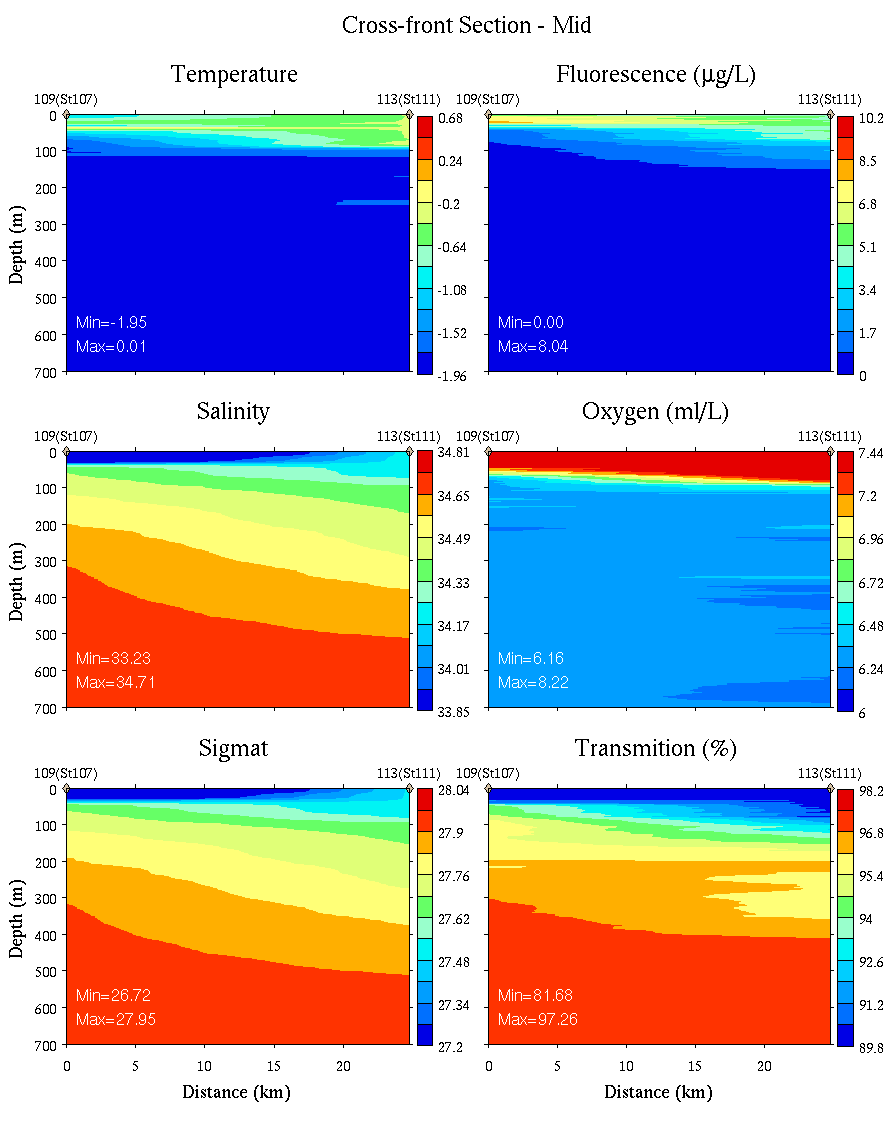 Cross-front Section - Mid
Temperature
109(St107) 113(St111)
0
100
200
300
400
500
600
700
Depth (m)
Min=-1.95
Max=0.01
0.68
0.24
-0.2
-0.64
-1.08
-1.52
-1.96
Fluorescence (µg/L)
109(St107) 113(St111)
Min=0.00
Max=8.04
10.2
8.5
6.8
5.1
3.4
1.7
0
Salinity
109(St107) 113(St111)
0
100
200
300
400
500
600
700
Depth (m)
Min=33.23
Max=34.71
34.81
34.65
34.49
34.33
34.17
34.01
33.85
Oxygen (ml/L)
109(St107) 113(St111)
Min=6.16
Max=8.22
7.44
7.2
6.96
6.72
6.48
6.24
6
Sigmat
109(St107) 113(St111)
0
100
200
300
400
500
600
700
Depth (m)
Min=26.72
Max=27.95
28.04
27.9
27.76
27.62
27.48
27.34
27.2
0 5 10 15 20
Distance (km)
Transmition (%)
109(St107) 113(St111)
Min=81.68
Max=97.26
98.2
96.8
95.4
94
92.6
91.2
89.8
0 5 10 15 20
Distance (km)